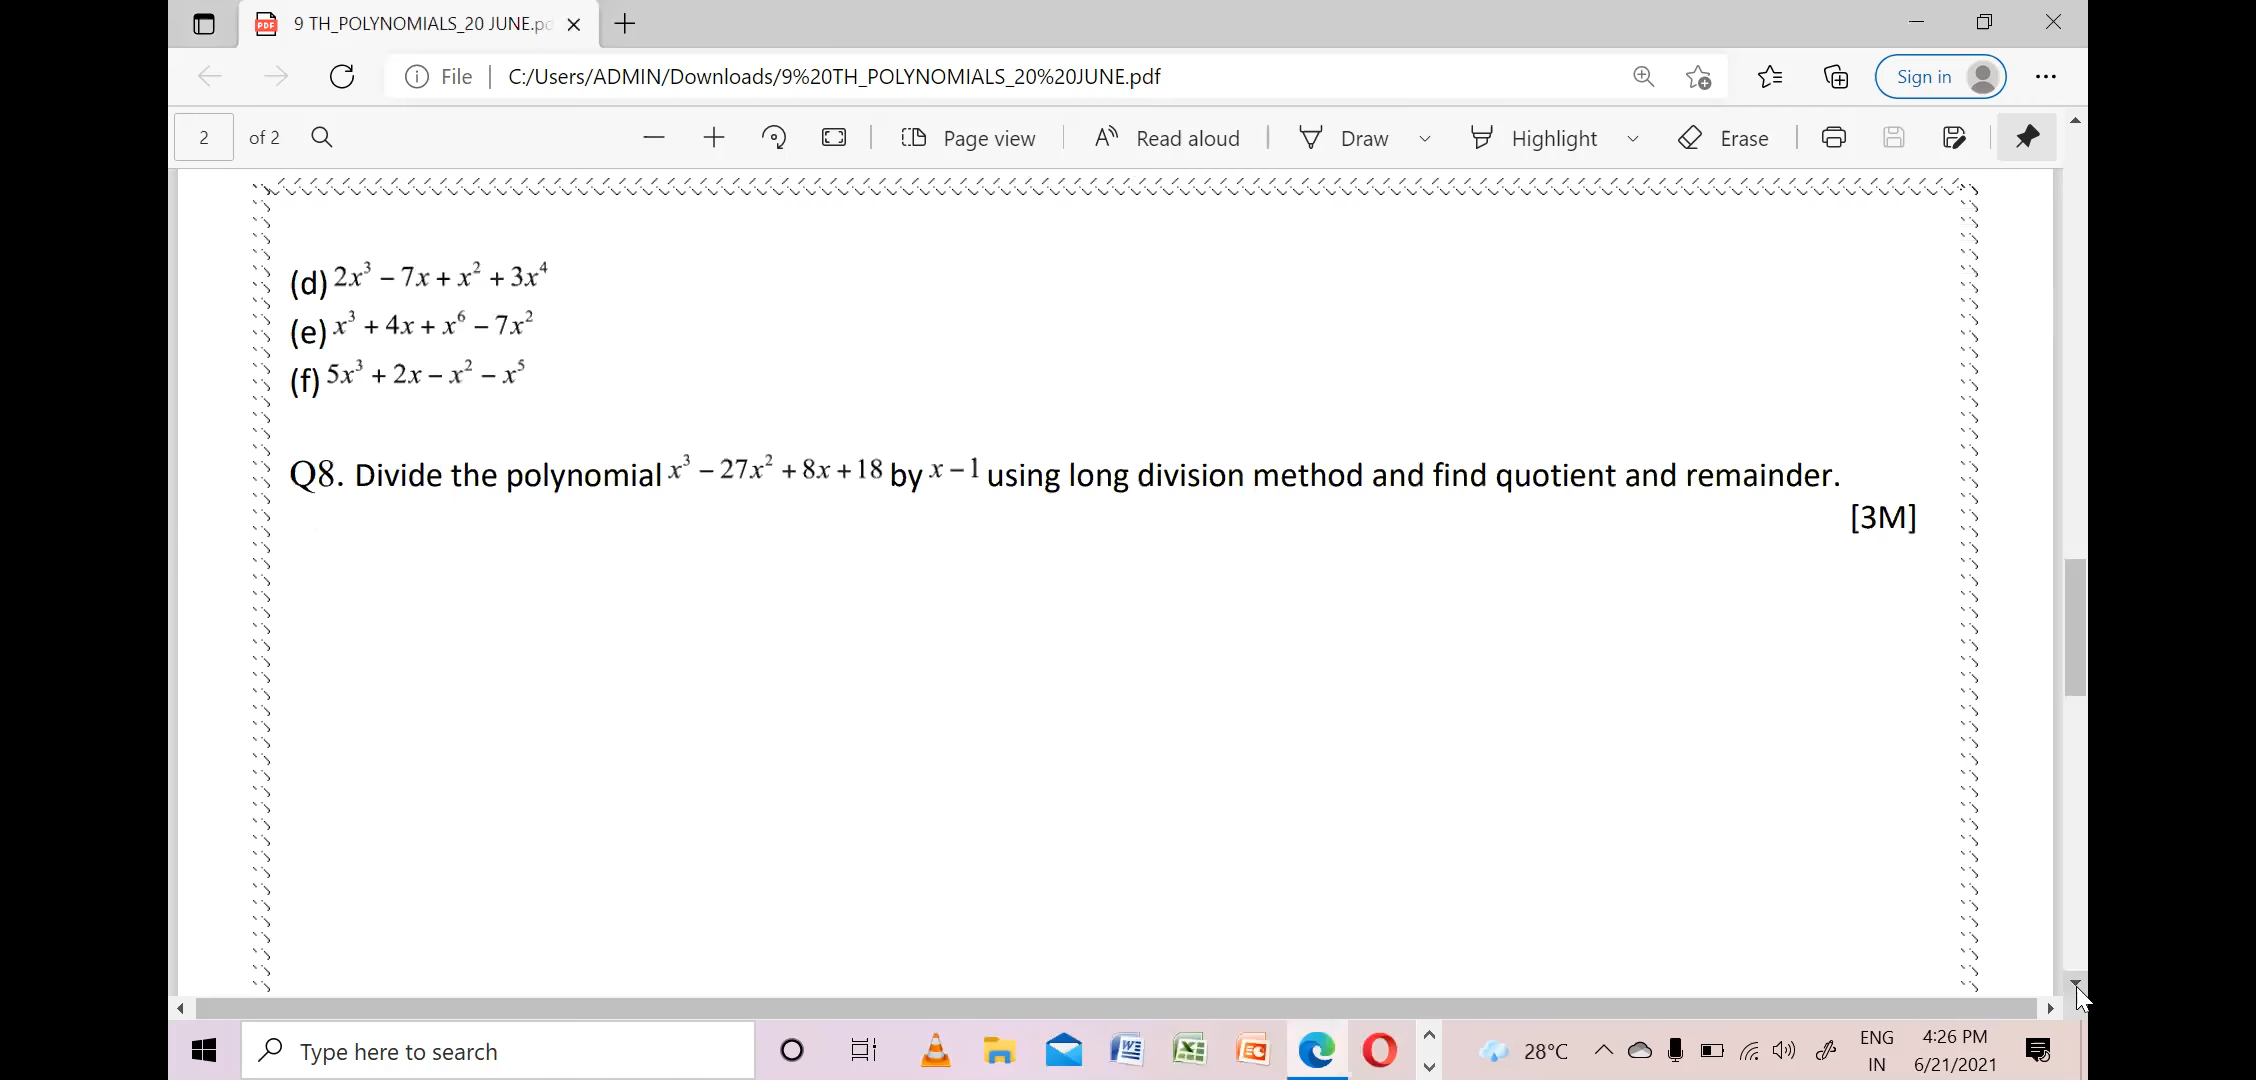 9 TH_POLYNOMIALS_20 JUNE.pd
File | C:/Users/ADMIN/Downloads/9%20TH_POLYNOMIALS_20%20JUNE.pdf
Sign in
2 of 2
Page view
Read aloud
Draw
Highlight
Erase
(d) 2x³ − 7x + x² + 3x⁴
(e) x³ + 4x + x⁶ − 7x²
(f) 5x³ + 2x − x² − x⁵
Q8. Divide the polynomial x³ − 27x² + 8x + 18 by x − 1 using long division method and find quotient and remainder.
[3M]
Type here to search
28°C
ENG
IN
4:26 PM
6/21/2021